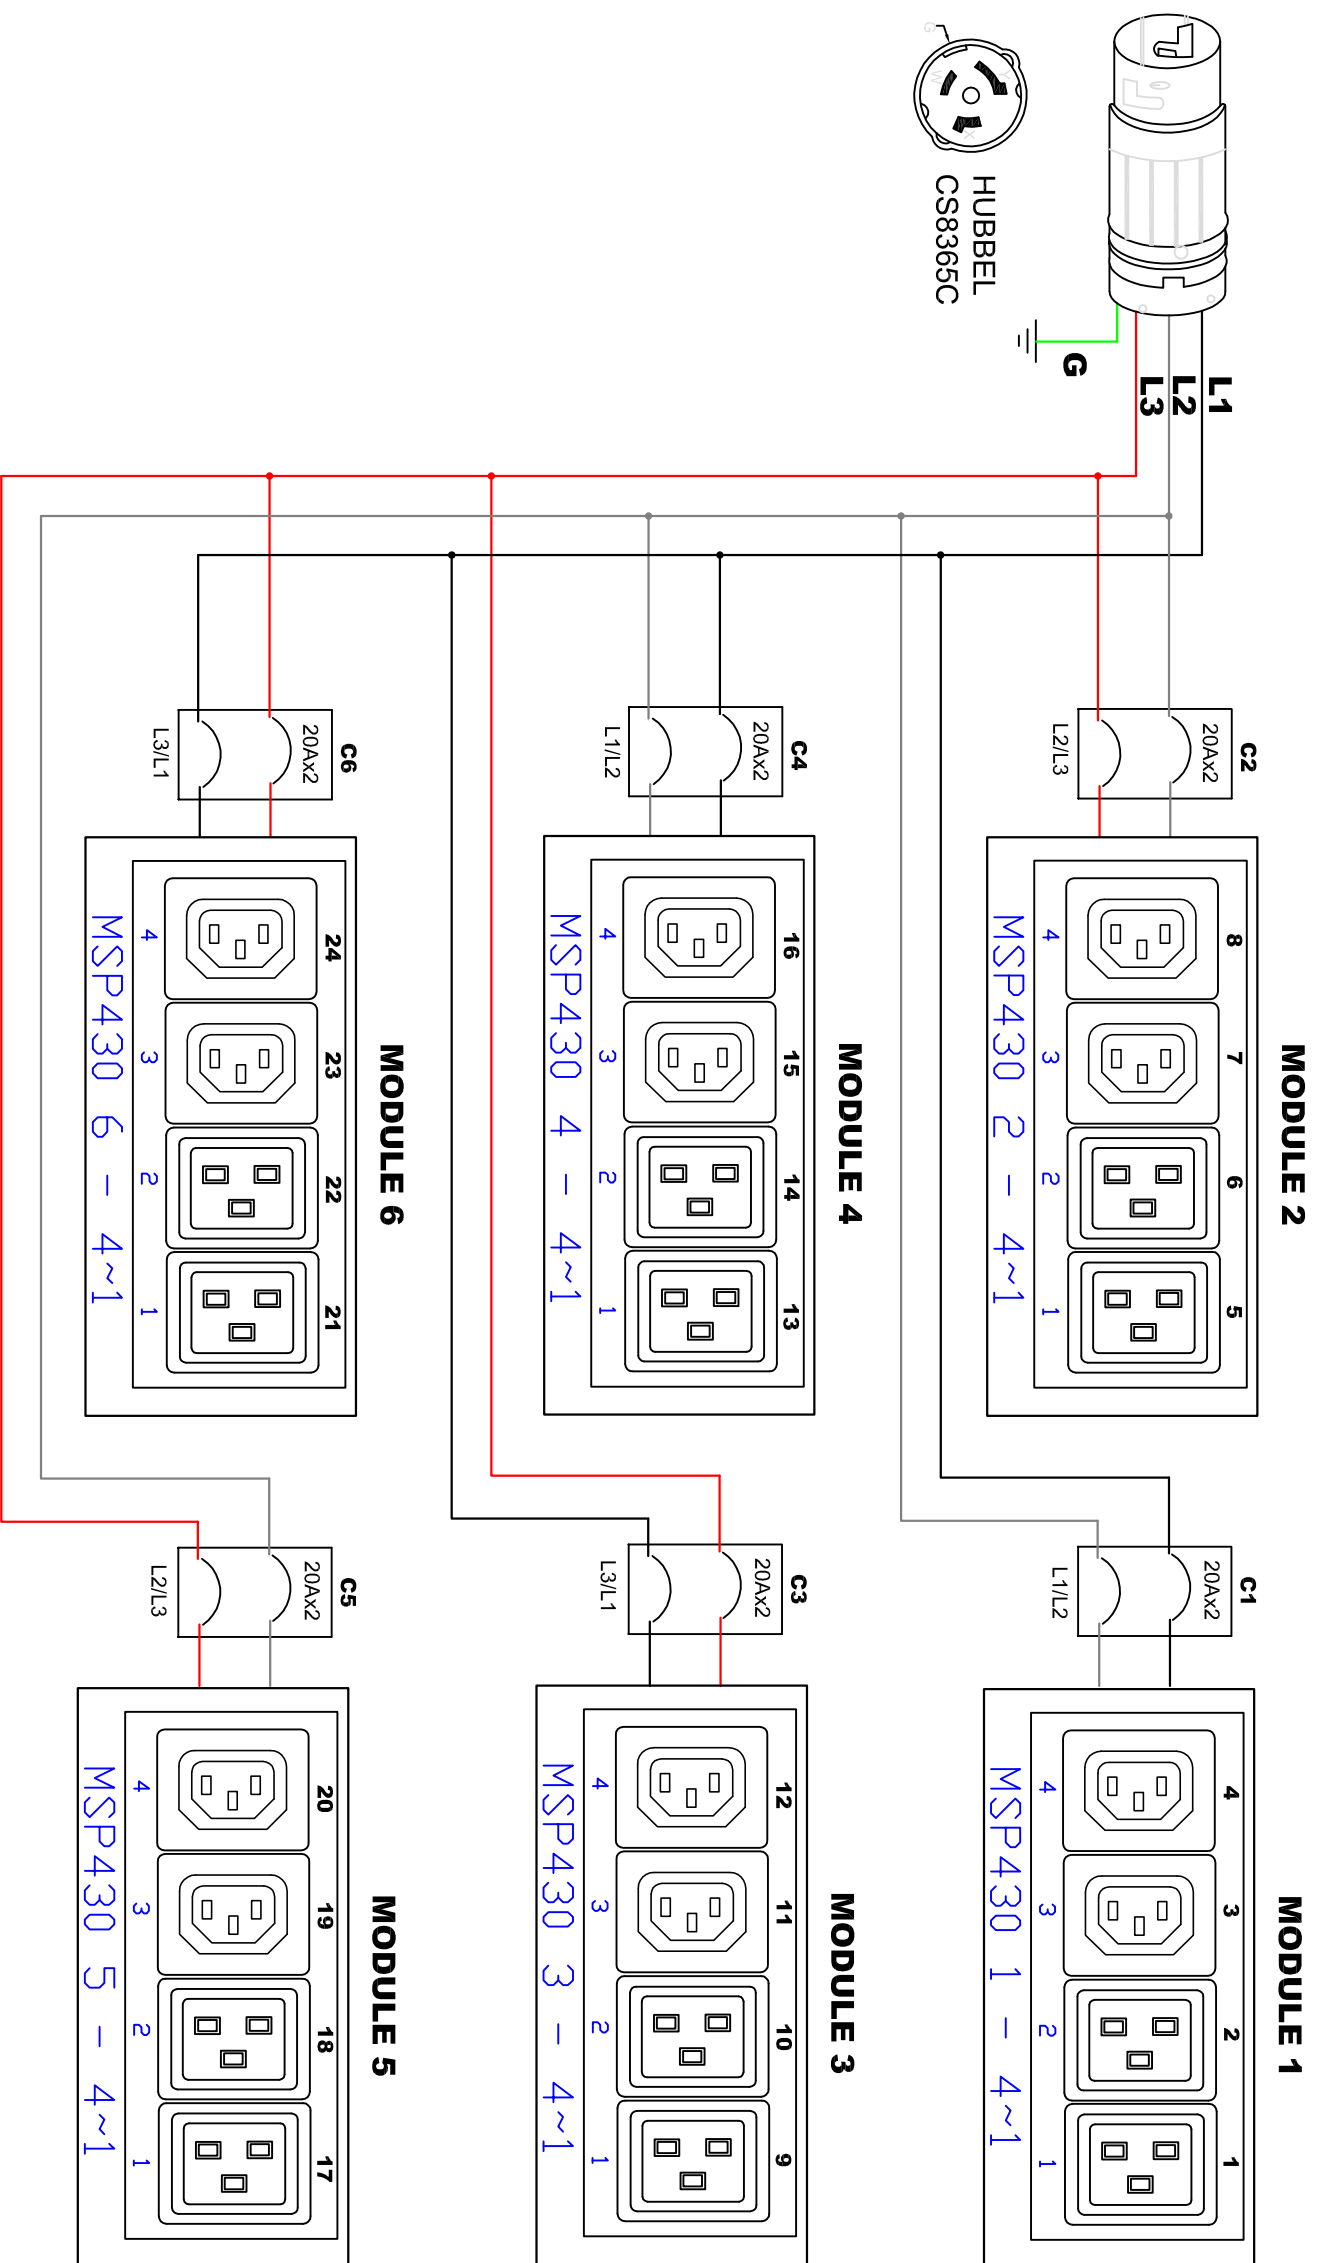 HUBBEL
CS8365C
G
W
Y
X
G
L1
L2
L3
MODULE 2
C2
20Ax2
L2/L3
8 7 6 5
4 3 2 1
MSP430 2 - 4~1
MODULE 1
C1
20Ax2
L1/L2
4 3 2 1
4 3 2 1
MSP430 1 - 4~1
MODULE 4
C4
20Ax2
L1/L2
16 15 14 13
4 3 2 1
MSP430 4 - 4~1
MODULE 3
C3
20Ax2
L3/L1
12 11 10 9
4 3 2 1
MSP430 3 - 4~1
MODULE 6
C6
20Ax2
L3/L1
24 23 22 21
4 3 2 1
MSP430 6 - 4~1
MODULE 5
C5
20Ax2
L2/L3
20 19 18 17
4 3 2 1
MSP430 5 - 4~1